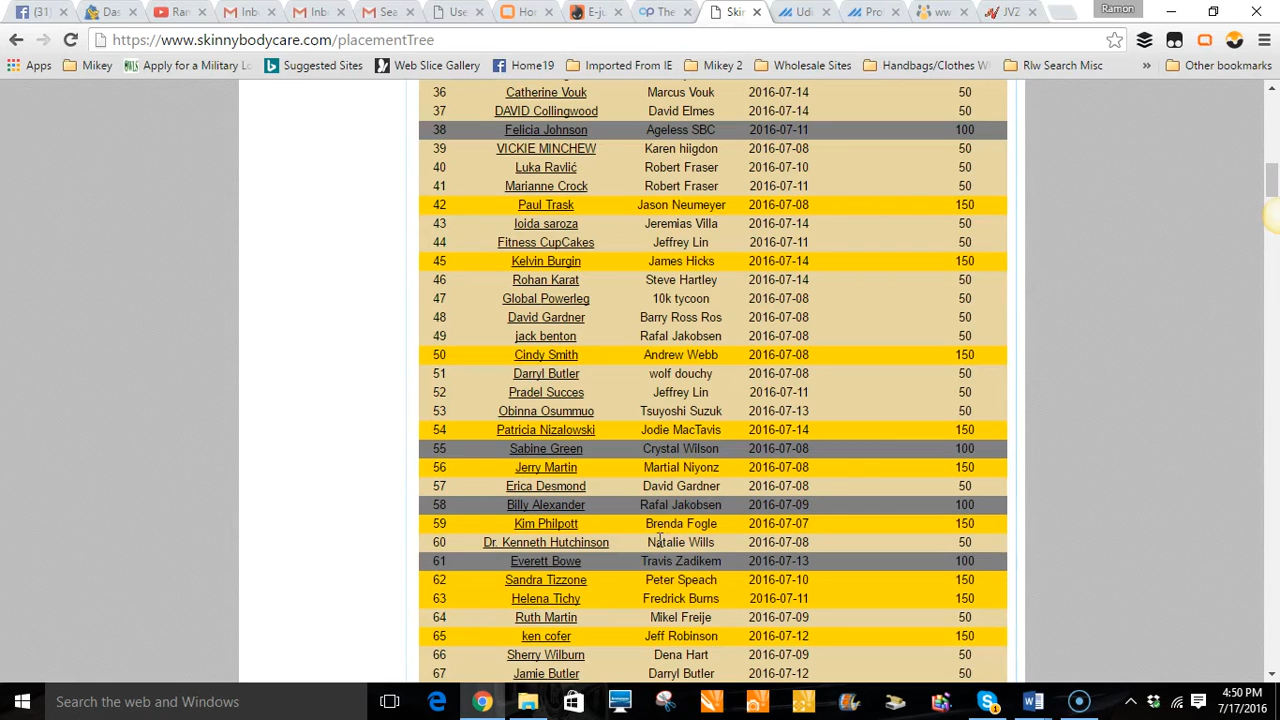 (31)
Das
Ran
Inb
Inb
Sea
Use
Ho
E-ju
The
Skin
Udi
Pro
ww
JVZ
Ramon
https://www.skinnybodycare.com/placementTree
Apps Mikey Apply for a Military Lo Suggested Sites Web Slice Gallery Home19 Imported From IE Mikey 2 Wholesale Sites Handbags/Clothes W Rlw Search Misc » Other bookmarks
36 Catherine Vouk Marcus Vouk 2016-07-14 50
37 DAVID Collingwood David Elmes 2016-07-14 50
38 Felicia Johnson Ageless SBC 2016-07-11 100
39 VICKIE MINCHEW Karen hiigdon 2016-07-08 50
40 Luka Ravlić Robert Fraser 2016-07-10 50
41 Marianne Crock Robert Fraser 2016-07-11 50
42 Paul Trask Jason Neumeyer 2016-07-08 150
43 loida saroza Jeremias Villa 2016-07-14 50
44 Fitness CupCakes Jeffrey Lin 2016-07-11 50
45 Kelvin Burgin James Hicks 2016-07-14 150
46 Rohan Karat Steve Hartley 2016-07-14 50
47 Global Powerleg 10k tycoon 2016-07-08 50
48 David Gardner Barry Ross Ros 2016-07-08 50
49 jack benton Rafal Jakobsen 2016-07-08 50
50 Cindy Smith Andrew Webb 2016-07-08 150
51 Darryl Butler wolf douchy 2016-07-08 50
52 Pradel Succes Jeffrey Lin 2016-07-11 50
53 Obinna Osummuo Tsuyoshi Suzuk 2016-07-13 50
54 Patricia Nizalowski Jodie MacTavis 2016-07-14 150
55 Sabine Green Crystal Wilson 2016-07-08 100
56 Jerry Martin Martial Niyonz 2016-07-08 150
57 Erica Desmond David Gardner 2016-07-08 50
58 Billy Alexander Rafal Jakobsen 2016-07-09 100
59 Kim Philpott Brenda Fogle 2016-07-07 150
60 Dr. Kenneth Hutchinson Natalie Wills 2016-07-08 50
61 Everett Bowe Travis Zadikem 2016-07-13 100
62 Sandra Tizzone Peter Speach 2016-07-10 150
63 Helena Tichy Fredrick Burns 2016-07-11 150
64 Ruth Martin Mikel Freije 2016-07-09 50
65 ken cofer Jeff Robinson 2016-07-12 150
66 Sherry Wilburn Dena Hart 2016-07-09 50
67 Jamie Butler Darryl Butler 2016-07-12 50
Search the web and Windows
4:50 PM
7/17/2016